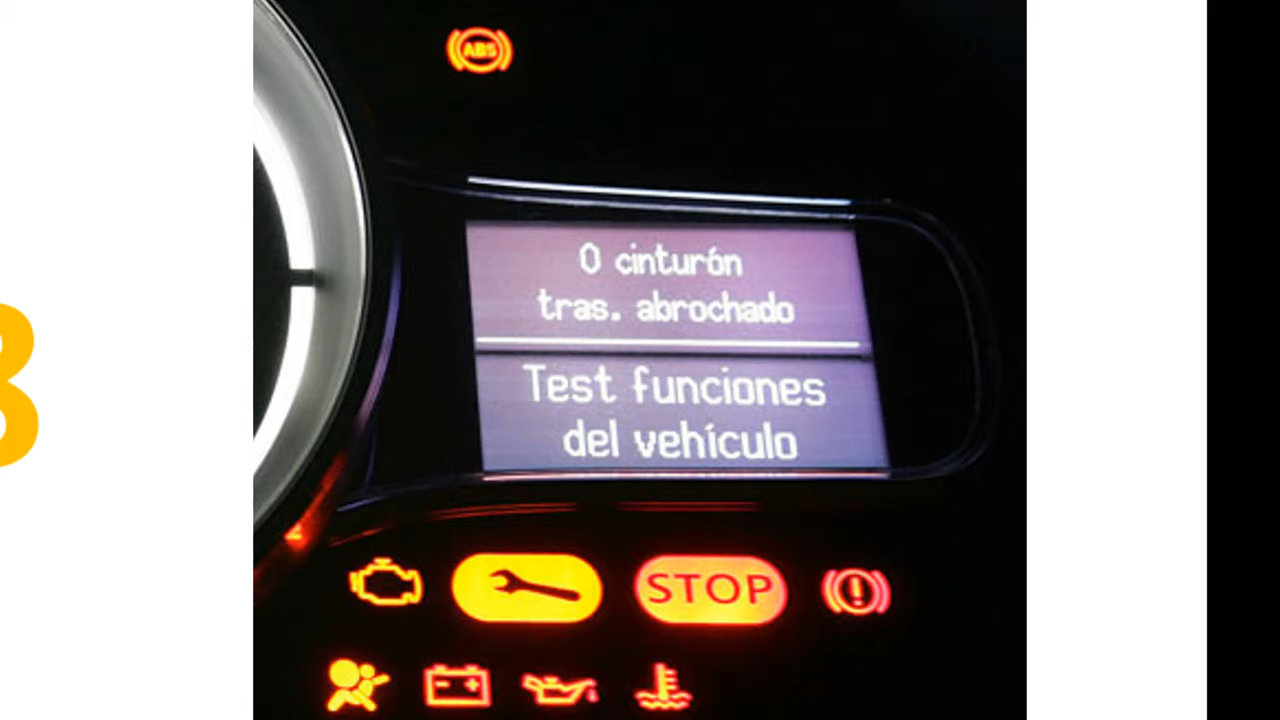 ABS
0 cinturón
tras. abrochado
Test funciones
del vehículo
STOP